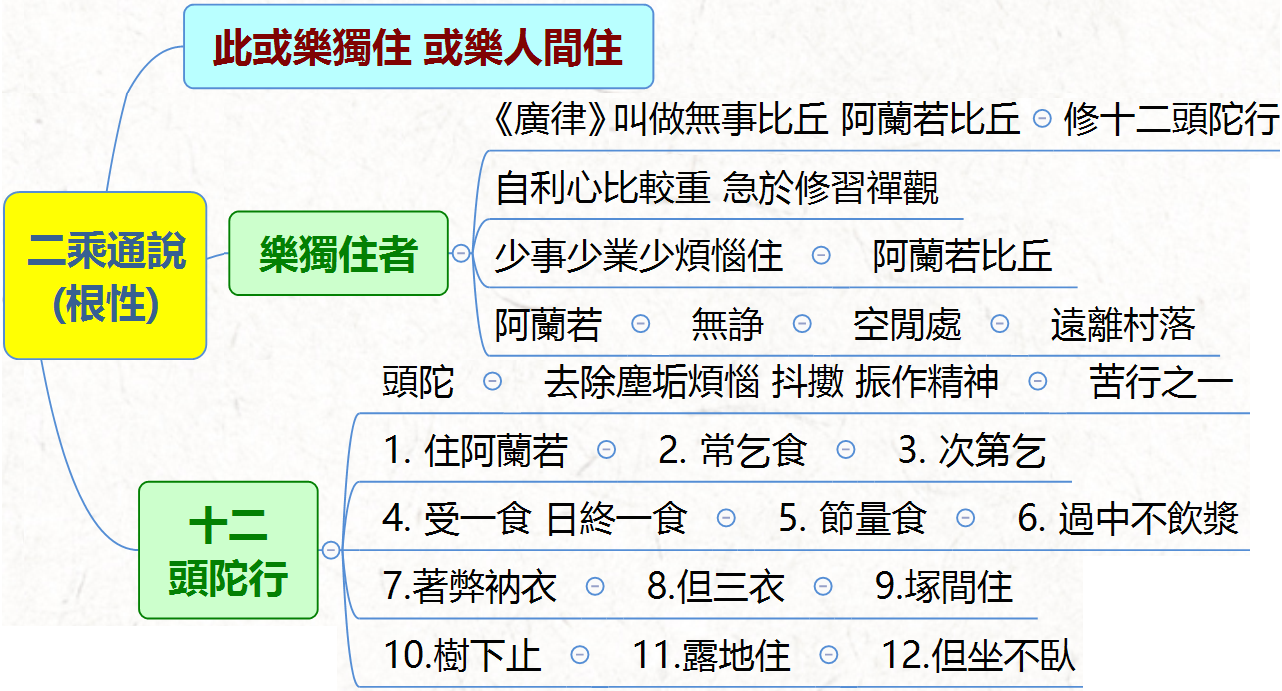 此或樂獨住 或樂人間住
二乘通說
(根性)
樂獨住者
《廣律》叫做無事比丘 阿蘭若比丘 修十二頭陀行
自利心比較重 急於修習禪觀
少事少業少煩惱住 阿蘭若比丘
阿蘭若 無諍 空閒處 遠離村落
十二
頭陀行
頭陀 去除塵垢煩惱 抖擻 振作精神 苦行之一
1. 住阿蘭若 2. 常乞食 3. 次第乞
4. 受一食 日終一食 5. 節量食 6. 過中不飲漿
7.著弊衲衣 8.但三衣 9.塚間住
10.樹下止 11.露地住 12.但坐不臥